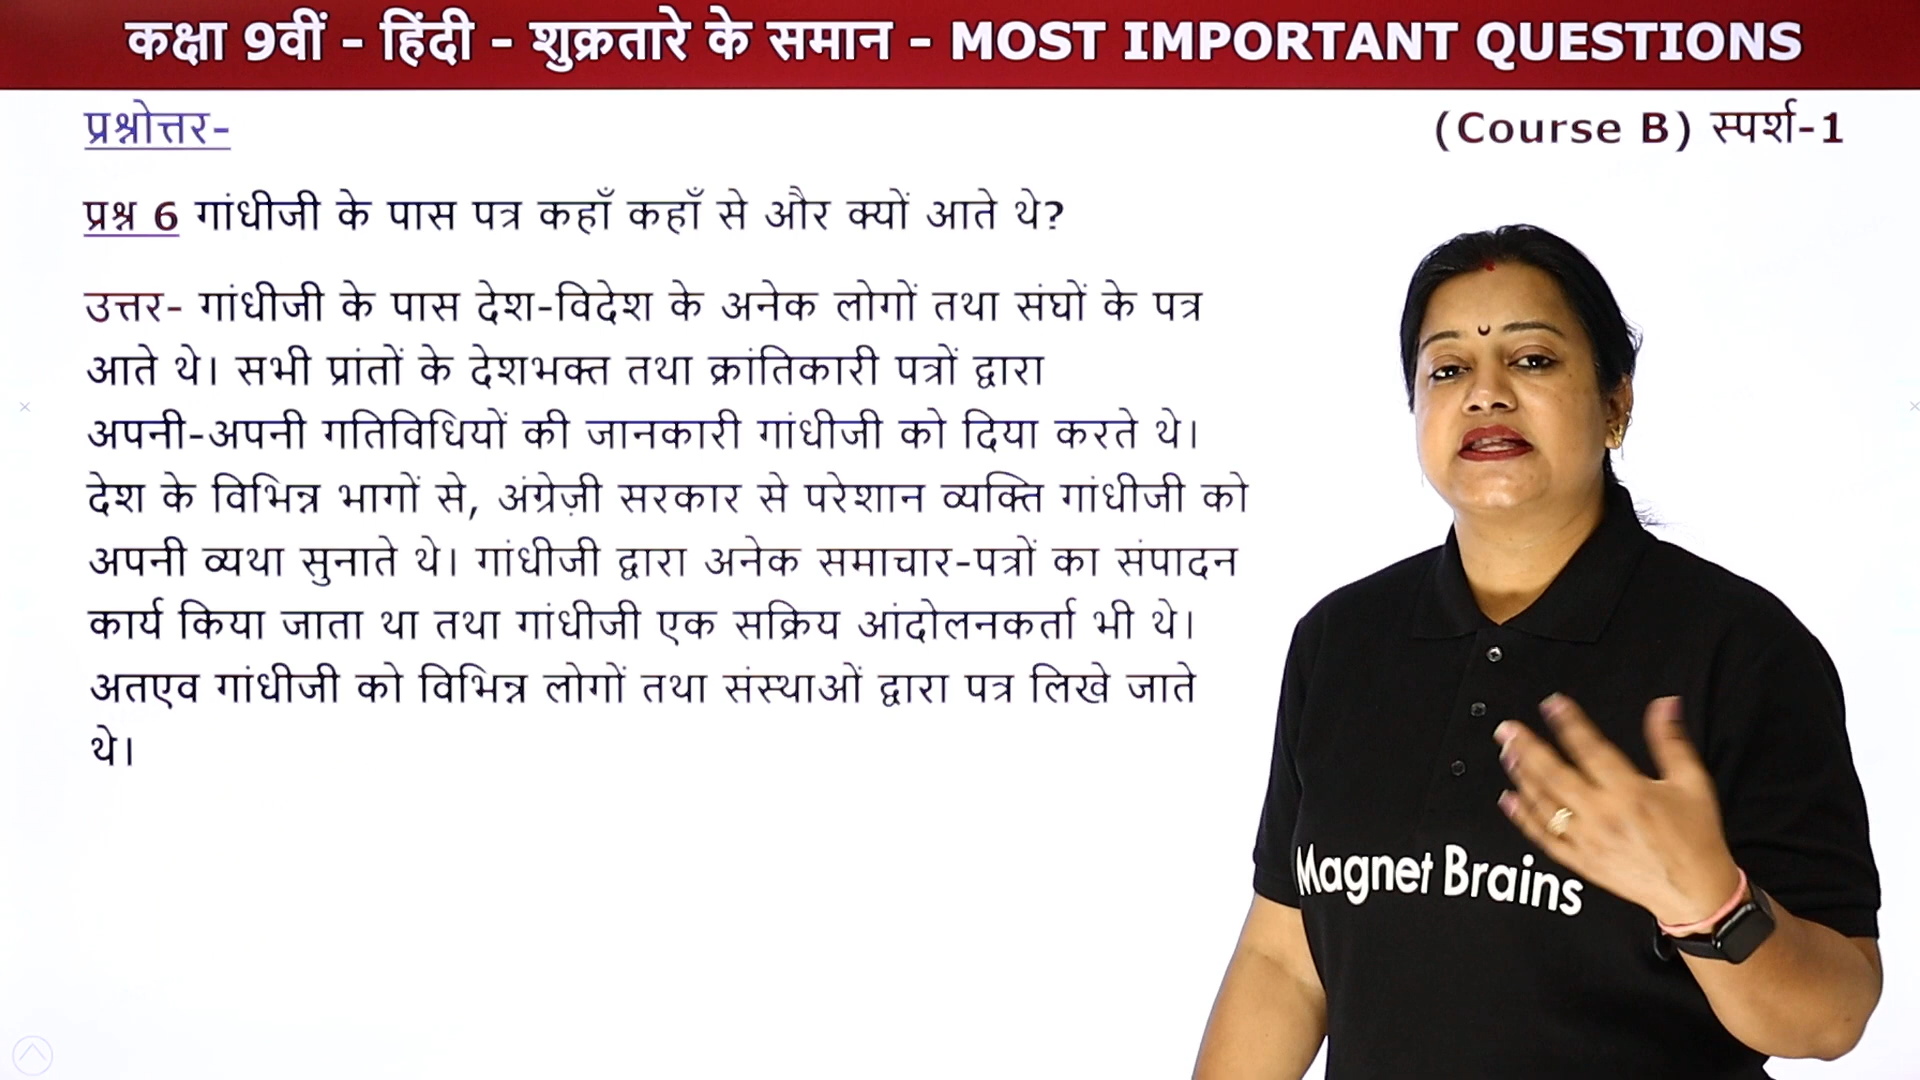 कक्षा 9वीं - हिंदी - शुक्रतारे के समान - MOST IMPORTANT QUESTIONS
प्रश्नोत्तर-
(Course B) स्पर्श-1
प्रश्न 6 गांधीजी के पास पत्र कहाँ कहाँ से और क्यों आते थे?
उत्तर- गांधीजी के पास देश-विदेश के अनेक लोगों तथा संघों के पत्र
आते थे। सभी प्रांतों के देशभक्त तथा क्रांतिकारी पत्रों द्वारा
अपनी-अपनी गतिविधियों की जानकारी गांधीजी को दिया करते थे।
देश के विभिन्न भागों से, अंग्रेज़ी सरकार से परेशान व्यक्ति गांधीजी को
अपनी व्यथा सुनाते थे। गांधीजी द्वारा अनेक समाचार-पत्रों का संपादन
कार्य किया जाता था तथा गांधीजी एक सक्रिय आंदोलनकर्ता भी थे।
अतएव गांधीजी को विभिन्न लोगों तथा संस्थाओं द्वारा पत्र लिखे जाते
थे।
Magnet Brains